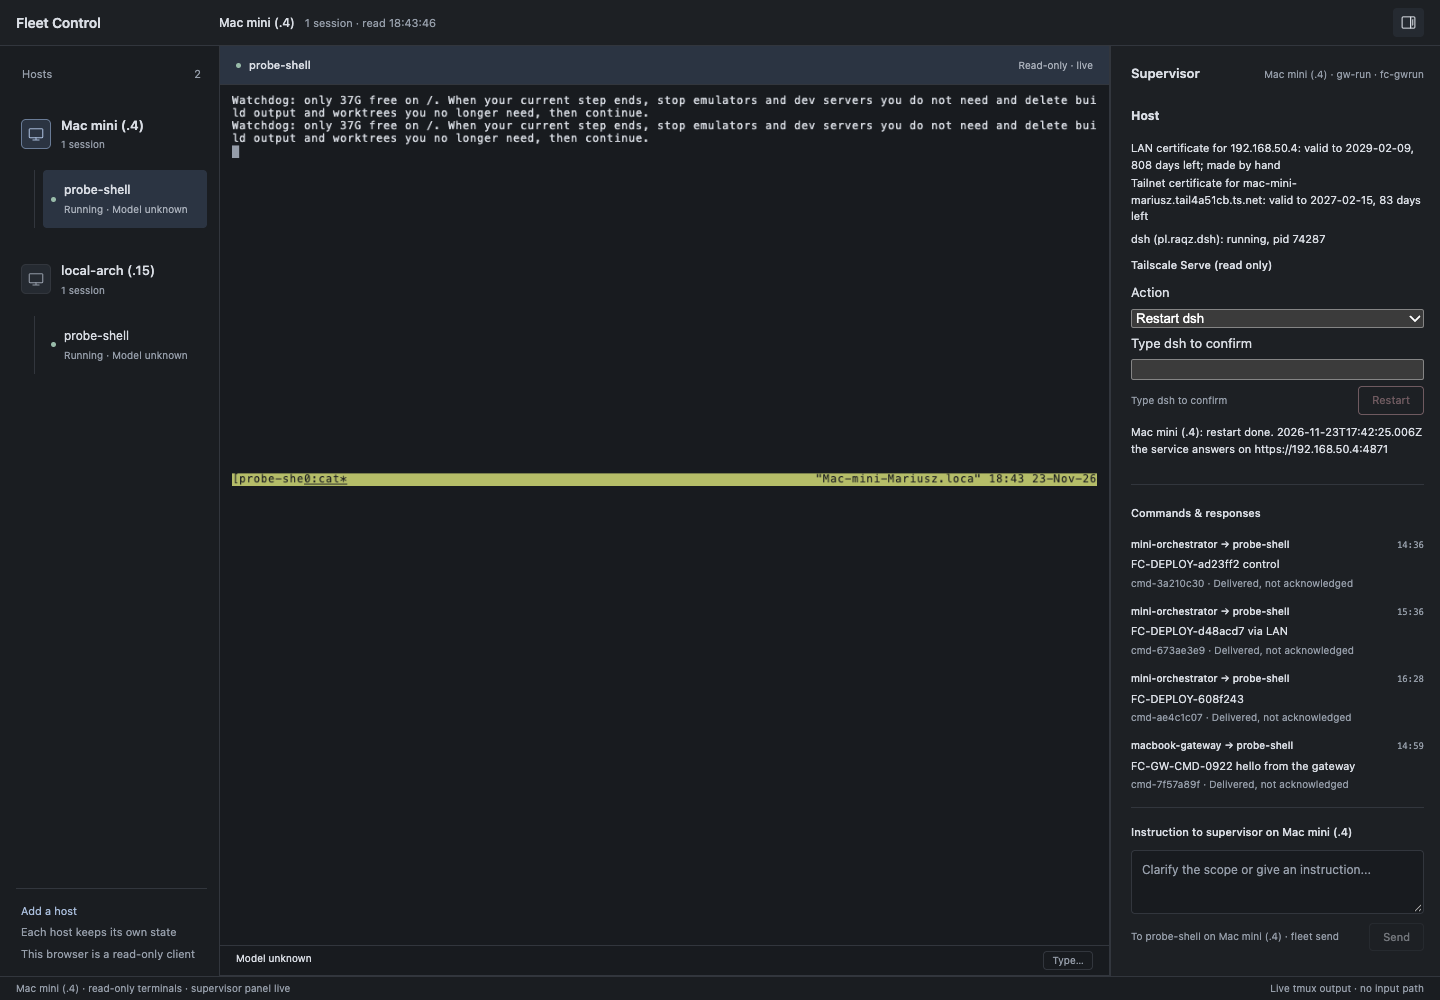 Fleet Control
Mac mini (.4) 1 session · read 18:43:46
Hosts 2
Mac mini (.4)
1 session
probe-shell
Running · Model unknown
local-arch (.15)
1 session
probe-shell
Running · Model unknown
Add a host
Each host keeps its own state
This browser is a read-only client
probe-shell Read-only · live
Watchdog: only 37G free on /. When your current step ends, stop emulators and dev servers you do not need and delete bui
ld output and worktrees you no longer need, then continue.
Watchdog: only 37G free on /. When your current step ends, stop emulators and dev servers you do not need and delete bui
ld output and worktrees you no longer need, then continue.
[probe-she0:cat* "Mac-mini-Mariusz.loca" 18:43 23-Nov-26
Model unknown Type...
Supervisor Mac mini (.4) · gw-run · fc-gwrun
Host
LAN certificate for 192.168.50.4: valid to 2029-02-09,
808 days left; made by hand
Tailnet certificate for mac-mini-
mariusz.tail4a51cb.ts.net: valid to 2027-02-15, 83 days
left
dsh (pl.raqz.dsh): running, pid 74287
Tailscale Serve (read only)
Action
Restart dsh
Type dsh to confirm
Type dsh to confirm Restart
Mac mini (.4): restart done. 2026-11-23T17:42:25.006Z
the service answers on https://192.168.50.4:4871
Commands & responses
mini-orchestrator → probe-shell 14:36
FC-DEPLOY-ad23ff2 control
cmd-3a210c30 · Delivered, not acknowledged
mini-orchestrator → probe-shell 15:36
FC-DEPLOY-d48acd7 via LAN
cmd-673ae3e9 · Delivered, not acknowledged
mini-orchestrator → probe-shell 16:28
FC-DEPLOY-608f243
cmd-ae4c1c07 · Delivered, not acknowledged
macbook-gateway → probe-shell 14:59
FC-GW-CMD-0922 hello from the gateway
cmd-7f57a89f · Delivered, not acknowledged
Instruction to supervisor on Mac mini (.4)
Clarify the scope or give an instruction...
To probe-shell on Mac mini (.4) · fleet send Send
Mac mini (.4) · read-only terminals · supervisor panel live
Live tmux output · no input path